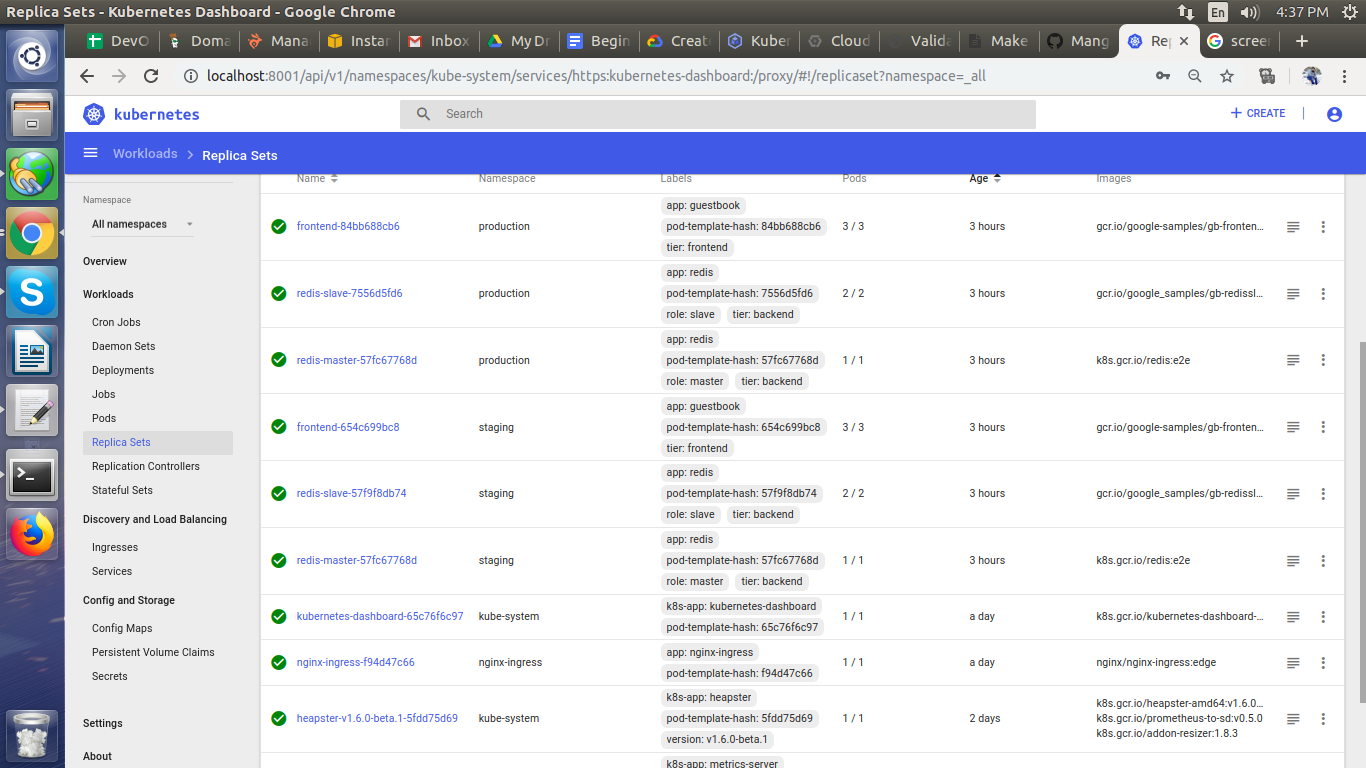 Replica Sets - Kubernetes Dashboard - Google Chrome
En
4:37 PM
DevO
Doma
Mana
Instar
Inbox
My Dr
Begin
Creat
Kuber
Cloud
Valida
Make
Mang
Rep
screer
localhost:8001/api/v1/namespaces/kube-system/services/https:kubernetes-dashboard:/proxy/#!/replicaset?namespace=_all
kubernetes
Search
+ CREATE
Workloads > Replica Sets
Namespace
All namespaces
Overview
Workloads
Cron Jobs
Daemon Sets
Deployments
Jobs
Pods
Replica Sets
Replication Controllers
Stateful Sets
Discovery and Load Balancing
Ingresses
Services
Config and Storage
Config Maps
Persistent Volume Claims
Secrets
Settings
About
Name Namespace Labels Pods Age Images
frontend-84bb688cb6 production app: guestbook pod-template-hash: 84bb688cb6 tier: frontend 3 / 3 3 hours gcr.io/google-samples/gb-fronten...
redis-slave-7556d5fd6 production app: redis pod-template-hash: 7556d5fd6 role: slave tier: backend 2 / 2 3 hours gcr.io/google_samples/gb-redissl...
redis-master-57fc67768d production app: redis pod-template-hash: 57fc67768d role: master tier: backend 1 / 1 3 hours k8s.gcr.io/redis:e2e
frontend-654c699bc8 staging app: guestbook pod-template-hash: 654c699bc8 tier: frontend 3 / 3 3 hours gcr.io/google-samples/gb-fronten...
redis-slave-57f9f8db74 staging app: redis pod-template-hash: 57f9f8db74 role: slave tier: backend 2 / 2 3 hours gcr.io/google_samples/gb-redissl...
redis-master-57fc67768d staging app: redis pod-template-hash: 57fc67768d role: master tier: backend 1 / 1 3 hours k8s.gcr.io/redis:e2e
kubernetes-dashboard-65c76f6c97 kube-system k8s-app: kubernetes-dashboard pod-template-hash: 65c76f6c97 1 / 1 a day k8s.gcr.io/kubernetes-dashboard-...
nginx-ingress-f94d47c66 nginx-ingress app: nginx-ingress pod-template-hash: f94d47c66 1 / 1 a day nginx/nginx-ingress:edge
heapster-v1.6.0-beta.1-5fdd75d69 kube-system k8s-app: heapster pod-template-hash: 5fdd75d69 version: v1.6.0-beta.1 1 / 1 2 days k8s.gcr.io/heapster-amd64:v1.6.0... k8s.gcr.io/prometheus-to-sd:v0.5.0 k8s.gcr.io/addon-resizer:1.8.3
k8s-app: metrics-server